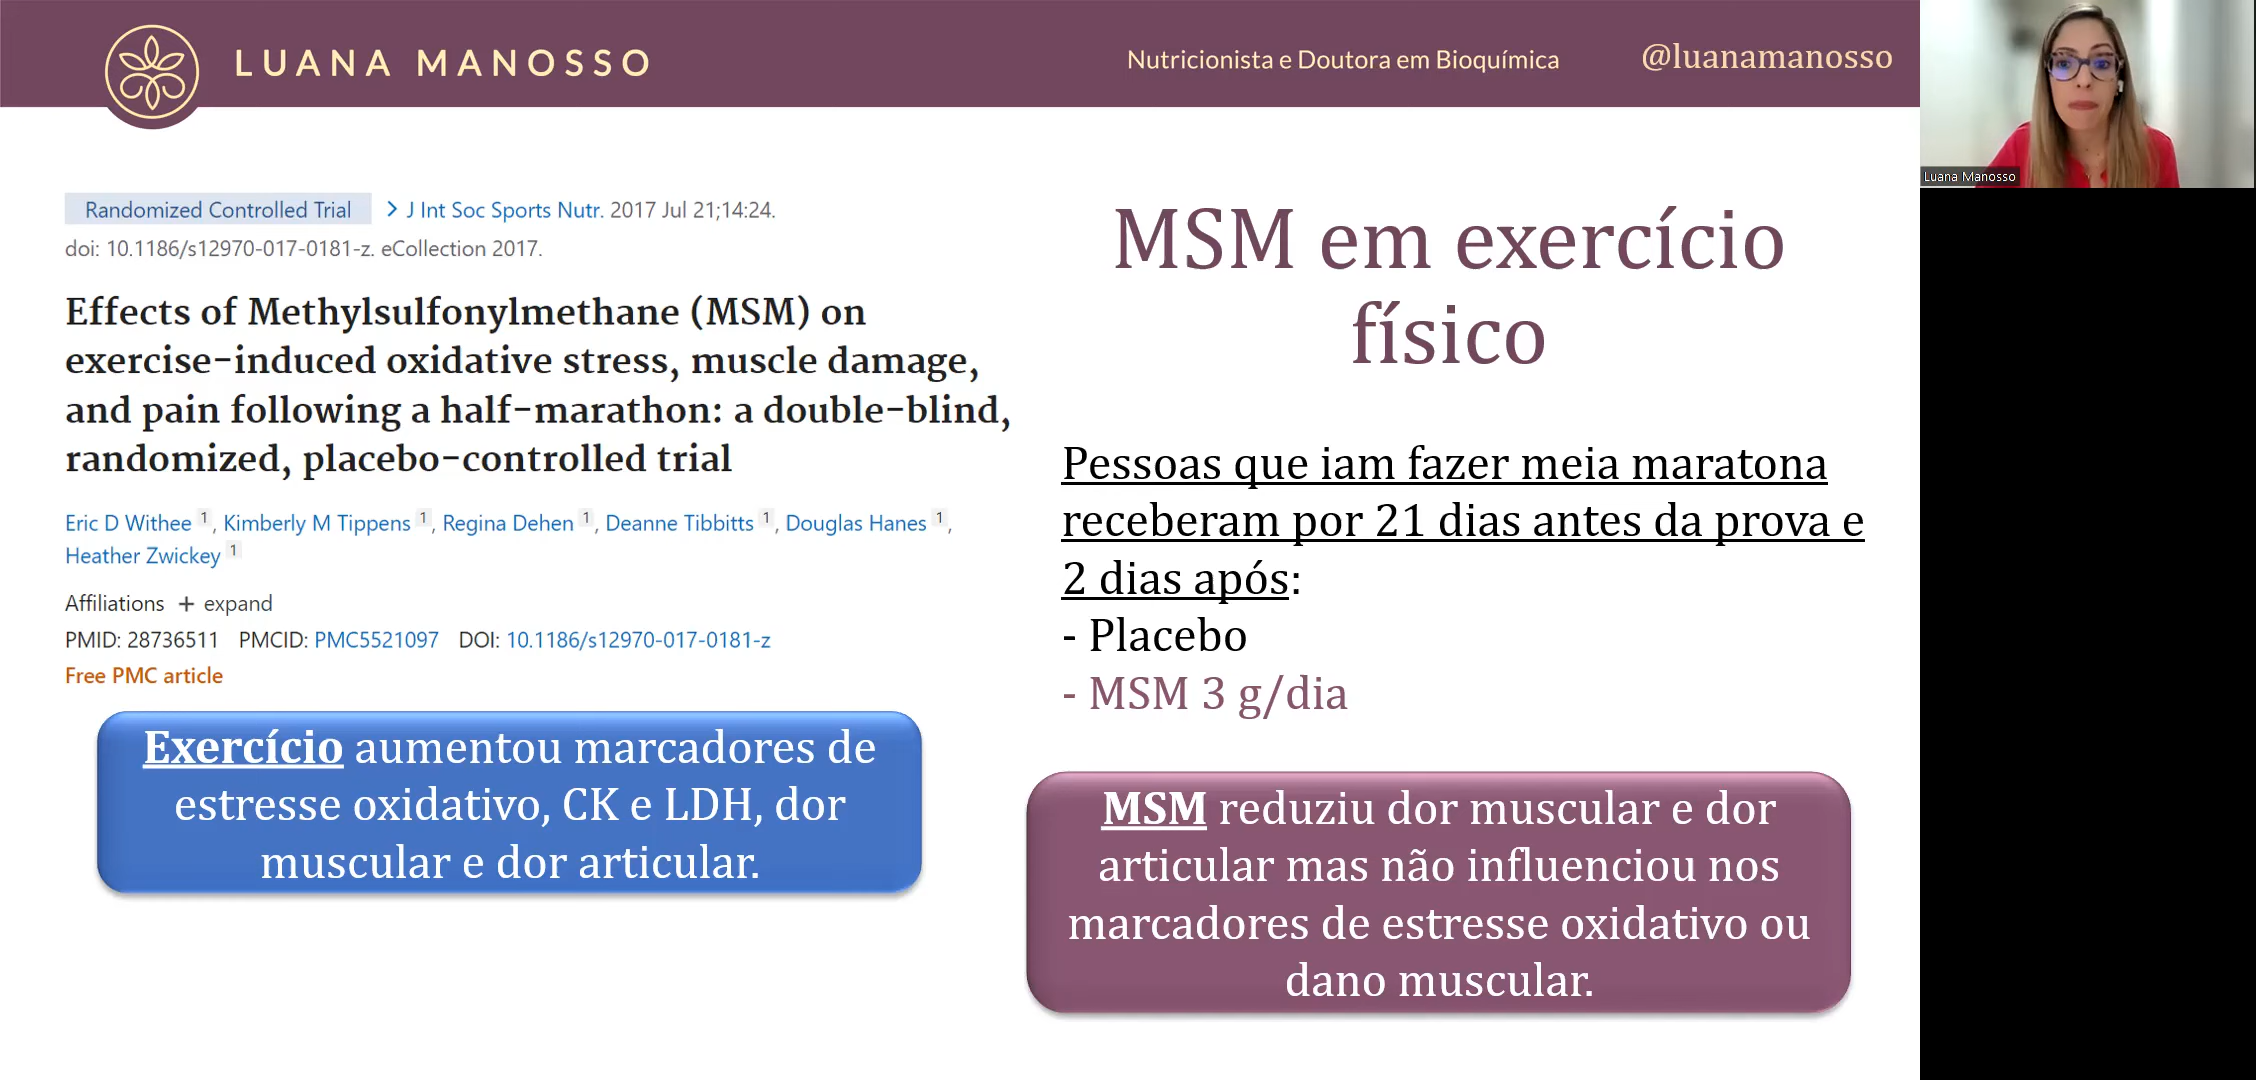 LUANA MANOSSO
Nutricionista e Doutora em Bioquímica
@luanamanosso
Luana Manosso
Randomized Controlled Trial > J Int Soc Sports Nutr. 2017 Jul 21;14:24.
doi: 10.1186/s12970-017-0181-z. eCollection 2017.
Effects of Methylsulfonylmethane (MSM) on
exercise-induced oxidative stress, muscle damage,
and pain following a half-marathon: a double-blind,
randomized, placebo-controlled trial
Eric D Withee 1, Kimberly M Tippens 1, Regina Dehen 1, Deanne Tibbitts 1, Douglas Hanes 1,
Heather Zwickey 1
Affiliations + expand
PMID: 28736511 PMCID: PMC5521097 DOI: 10.1186/s12970-017-0181-z
Free PMC article
Exercício aumentou marcadores de
estresse oxidativo, CK e LDH, dor
muscular e dor articular.
MSM em exercício
físico
Pessoas que iam fazer meia maratona
receberam por 21 dias antes da prova e
2 dias após:
- Placebo
- MSM 3 g/dia
MSM reduziu dor muscular e dor
articular mas não influenciou nos
marcadores de estresse oxidativo ou
dano muscular.